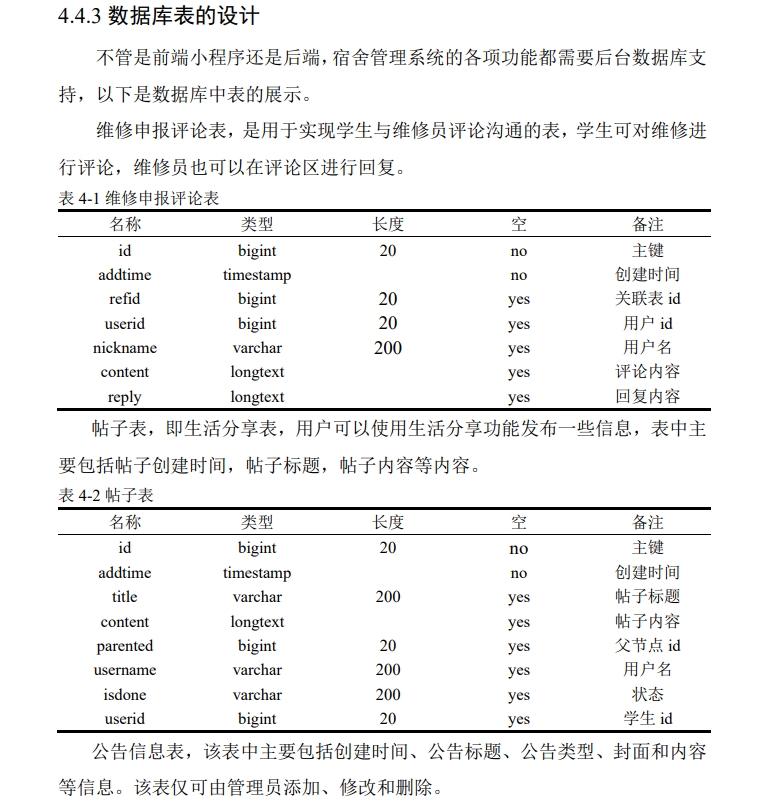 4.4.3 数据库表的设计
不管是前端小程序还是后端，宿舍管理系统的各项功能都需要后台数据库支
持，以下是数据库中表的展示。
维修申报评论表，是用于实现学生与维修员评论沟通的表，学生可对维修进
行评论，维修员也可以在评论区进行回复。
表 4-1 维修申报评论表
名称 类型 长度 空 备注
id bigint 20 no 主键
addtime timestamp no 创建时间
refid bigint 20 yes 关联表 id
userid bigint 20 yes 用户 id
nickname varchar 200 yes 用户名
content longtext yes 评论内容
reply longtext yes 回复内容
帖子表，即生活分享表，用户可以使用生活分享功能发布一些信息，表中主
要包括帖子创建时间，帖子标题，帖子内容等内容。
表 4-2 帖子表
名称 类型 长度 空 备注
id bigint 20 no 主键
addtime timestamp no 创建时间
title varchar 200 yes 帖子标题
content longtext yes 帖子内容
parented bigint 20 yes 父节点 id
username varchar 200 yes 用户名
isdone varchar 200 yes 状态
userid bigint 20 yes 学生 id
公告信息表，该表中主要包括创建时间、公告标题、公告类型、封面和内容
等信息。该表仅可由管理员添加、修改和删除。